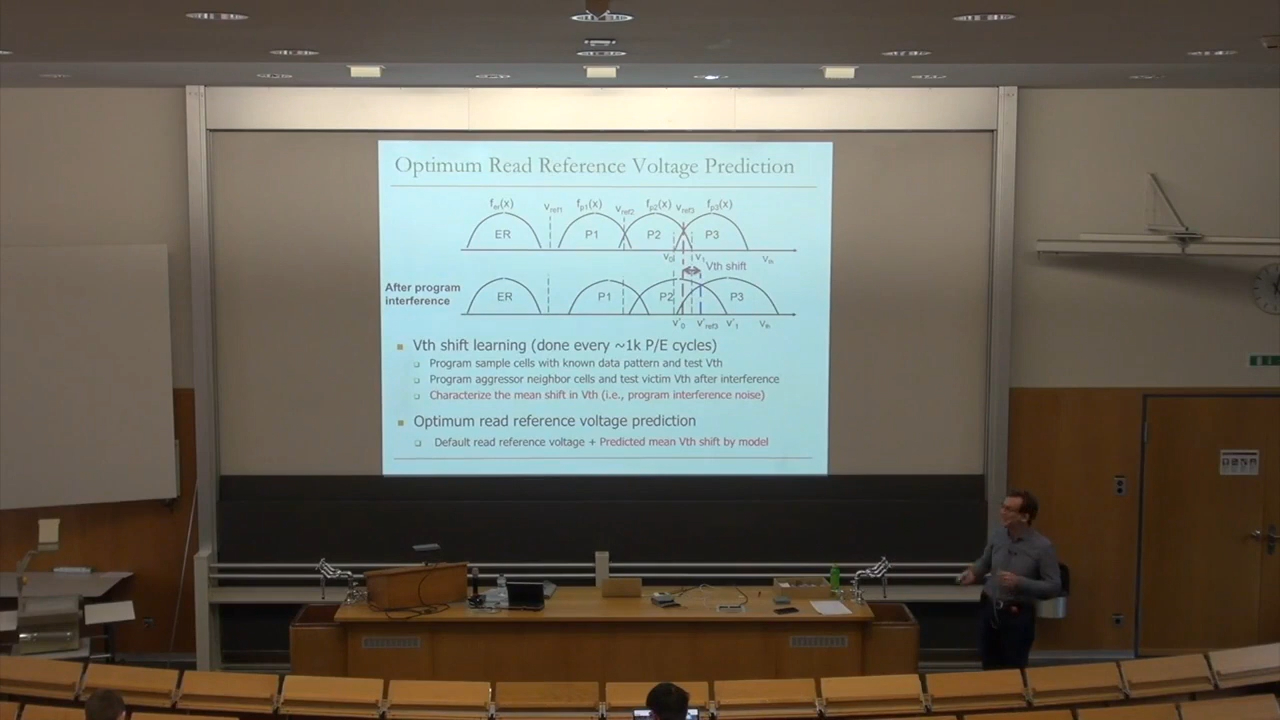 Optimum Read Reference Voltage Prediction
fer(x) Vref1 fp1(x) Vref2 fp2(x) Vref3 fp3(x)
ER P1 P2 P3
V0 V1 Vth
Vth shift
After program
interference
ER P1 P2 P3
V'0 V'ref3 V'1 Vth
Vth shift learning (done every ~1k P/E cycles)
Program sample cells with known data pattern and test Vth
Program aggressor neighbor cells and test victim Vth after interference
Characterize the mean shift in Vth (i.e., program interference noise)
Optimum read reference voltage prediction
Default read reference voltage + Predicted mean Vth shift by model